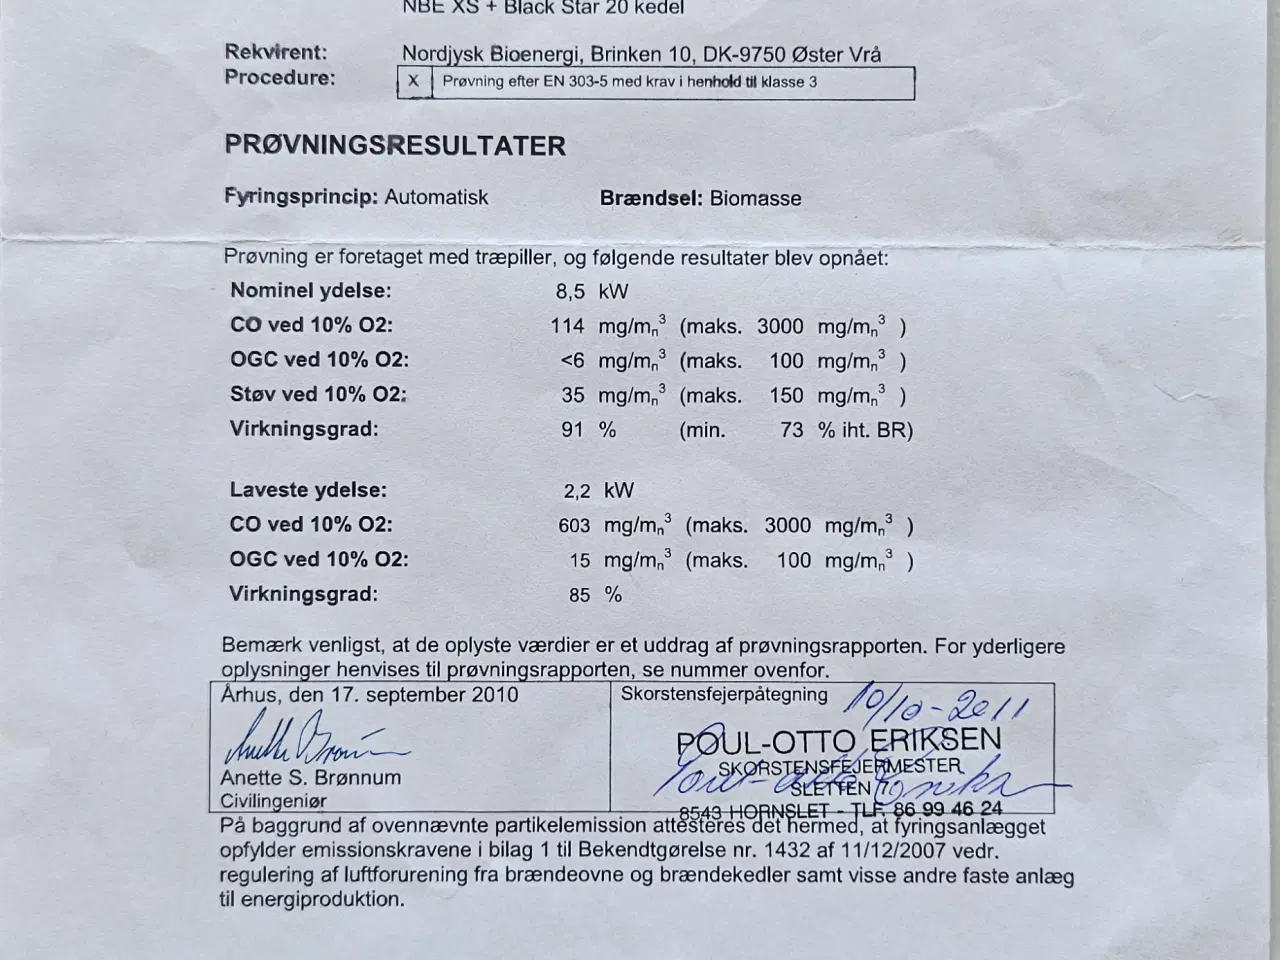 NBE XS + Black Star 20 kedel
Rekvirent: Nordjysk Bioenergi, Brinken 10, DK-9750 Øster Vrå
Procedure: X Prøvning efter EN 303-5 med krav i henhold til klasse 3
PRØVNINGSRESULTATER
Fyringsprincip: Automatisk Brændsel: Biomasse
Prøvning er foretaget med træpiller, og følgende resultater blev opnået:
Nominel ydelse: 8,5 kW
CO ved 10% O2: 114 mg/mn³ (maks. 3000 mg/mn³ )
OGC ved 10% O2: <6 mg/mn³ (maks. 100 mg/mn³ )
Støv ved 10% O2: 35 mg/mn³ (maks. 150 mg/mn³ )
Virkningsgrad: 91 % (min. 73 % iht. BR)
Laveste ydelse: 2,2 kW
CO ved 10% O2: 603 mg/mn³ (maks. 3000 mg/mn³ )
OGC ved 10% O2: 15 mg/mn³ (maks. 100 mg/mn³ )
Virkningsgrad: 85 %
Bemærk venligst, at de oplyste værdier er et uddrag af prøvningsrapporten. For yderligere
oplysninger henvises til prøvningsrapporten, se nummer ovenfor.
Århus, den 17. september 2010
Anette S. Brønnum
Civilingeniør
Skorstensfejerpåtegning 10/10-2011
POUL-OTTO ERIKSEN
SKORSTENSFEJERMESTER
SLETTEN 7
8543 HORNSLET - TLF. 86 99 46 24
På baggrund af ovennævnte partikelemission attesteres det hermed, at fyringsanlægget
opfylder emissionskravene i bilag 1 til Bekendtgørelse nr. 1432 af 11/12/2007 vedr.
regulering af luftforurening fra brændeovne og brændekedler samt visse andre faste anlæg
til energiproduktion.